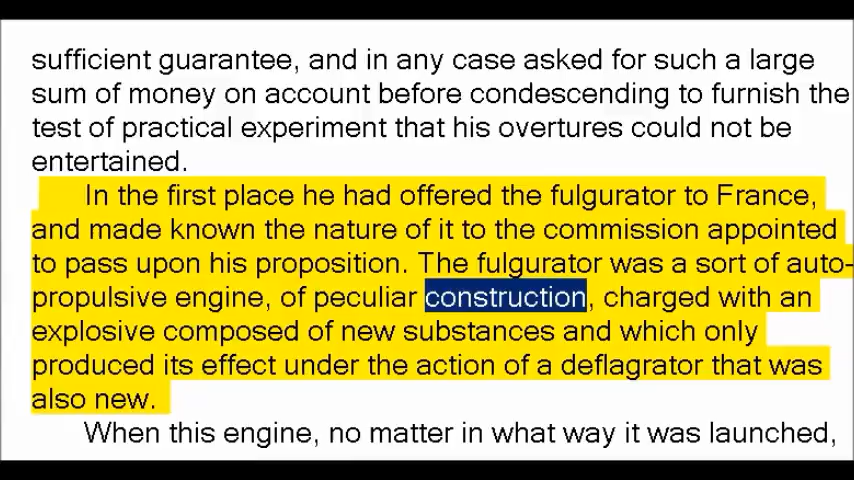 sufficient guarantee, and in any case asked for such a large
sum of money on account before condescending to furnish the
test of practical experiment that his overtures could not be
entertained.
In the first place he had offered the fulgurator to France,
and made known the nature of it to the commission appointed
to pass upon his proposition. The fulgurator was a sort of auto-
propulsive engine, of peculiar construction, charged with an
explosive composed of new substances and which only
produced its effect under the action of a deflagrator that was
also new.
When this engine, no matter in what way it was launched,